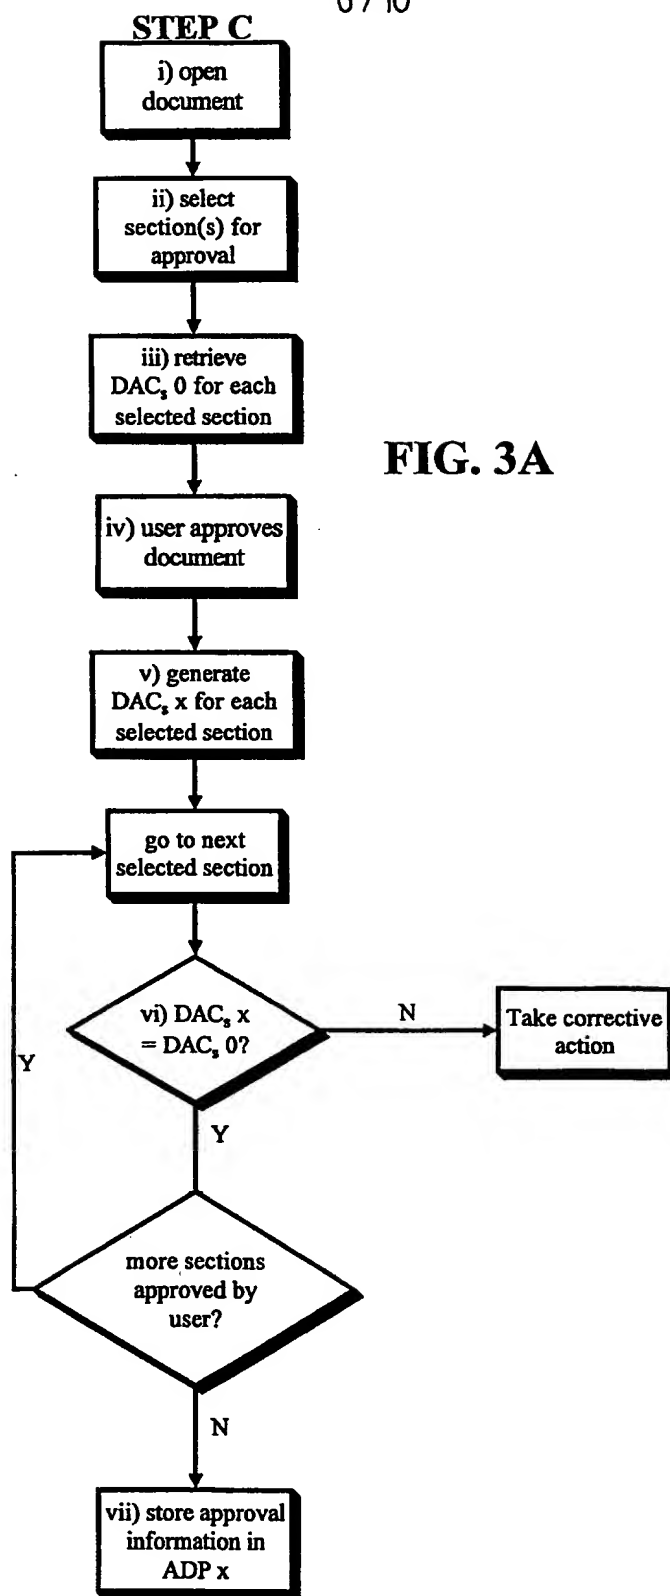 6 / 10
STEP C
i) open
document
ii) select
section(s) for
approval
iii) retrieve
DACₛ 0 for each
selected section
FIG. 3A
iv) user approves
document
v) generate
DACₛ x for each
selected section
go to next
selected section
vi) DACₛ x
= DACₛ 0?
N
Take corrective
action
Y
Y
more sections
approved by
user?
N
vii) store approval
information in
ADP x